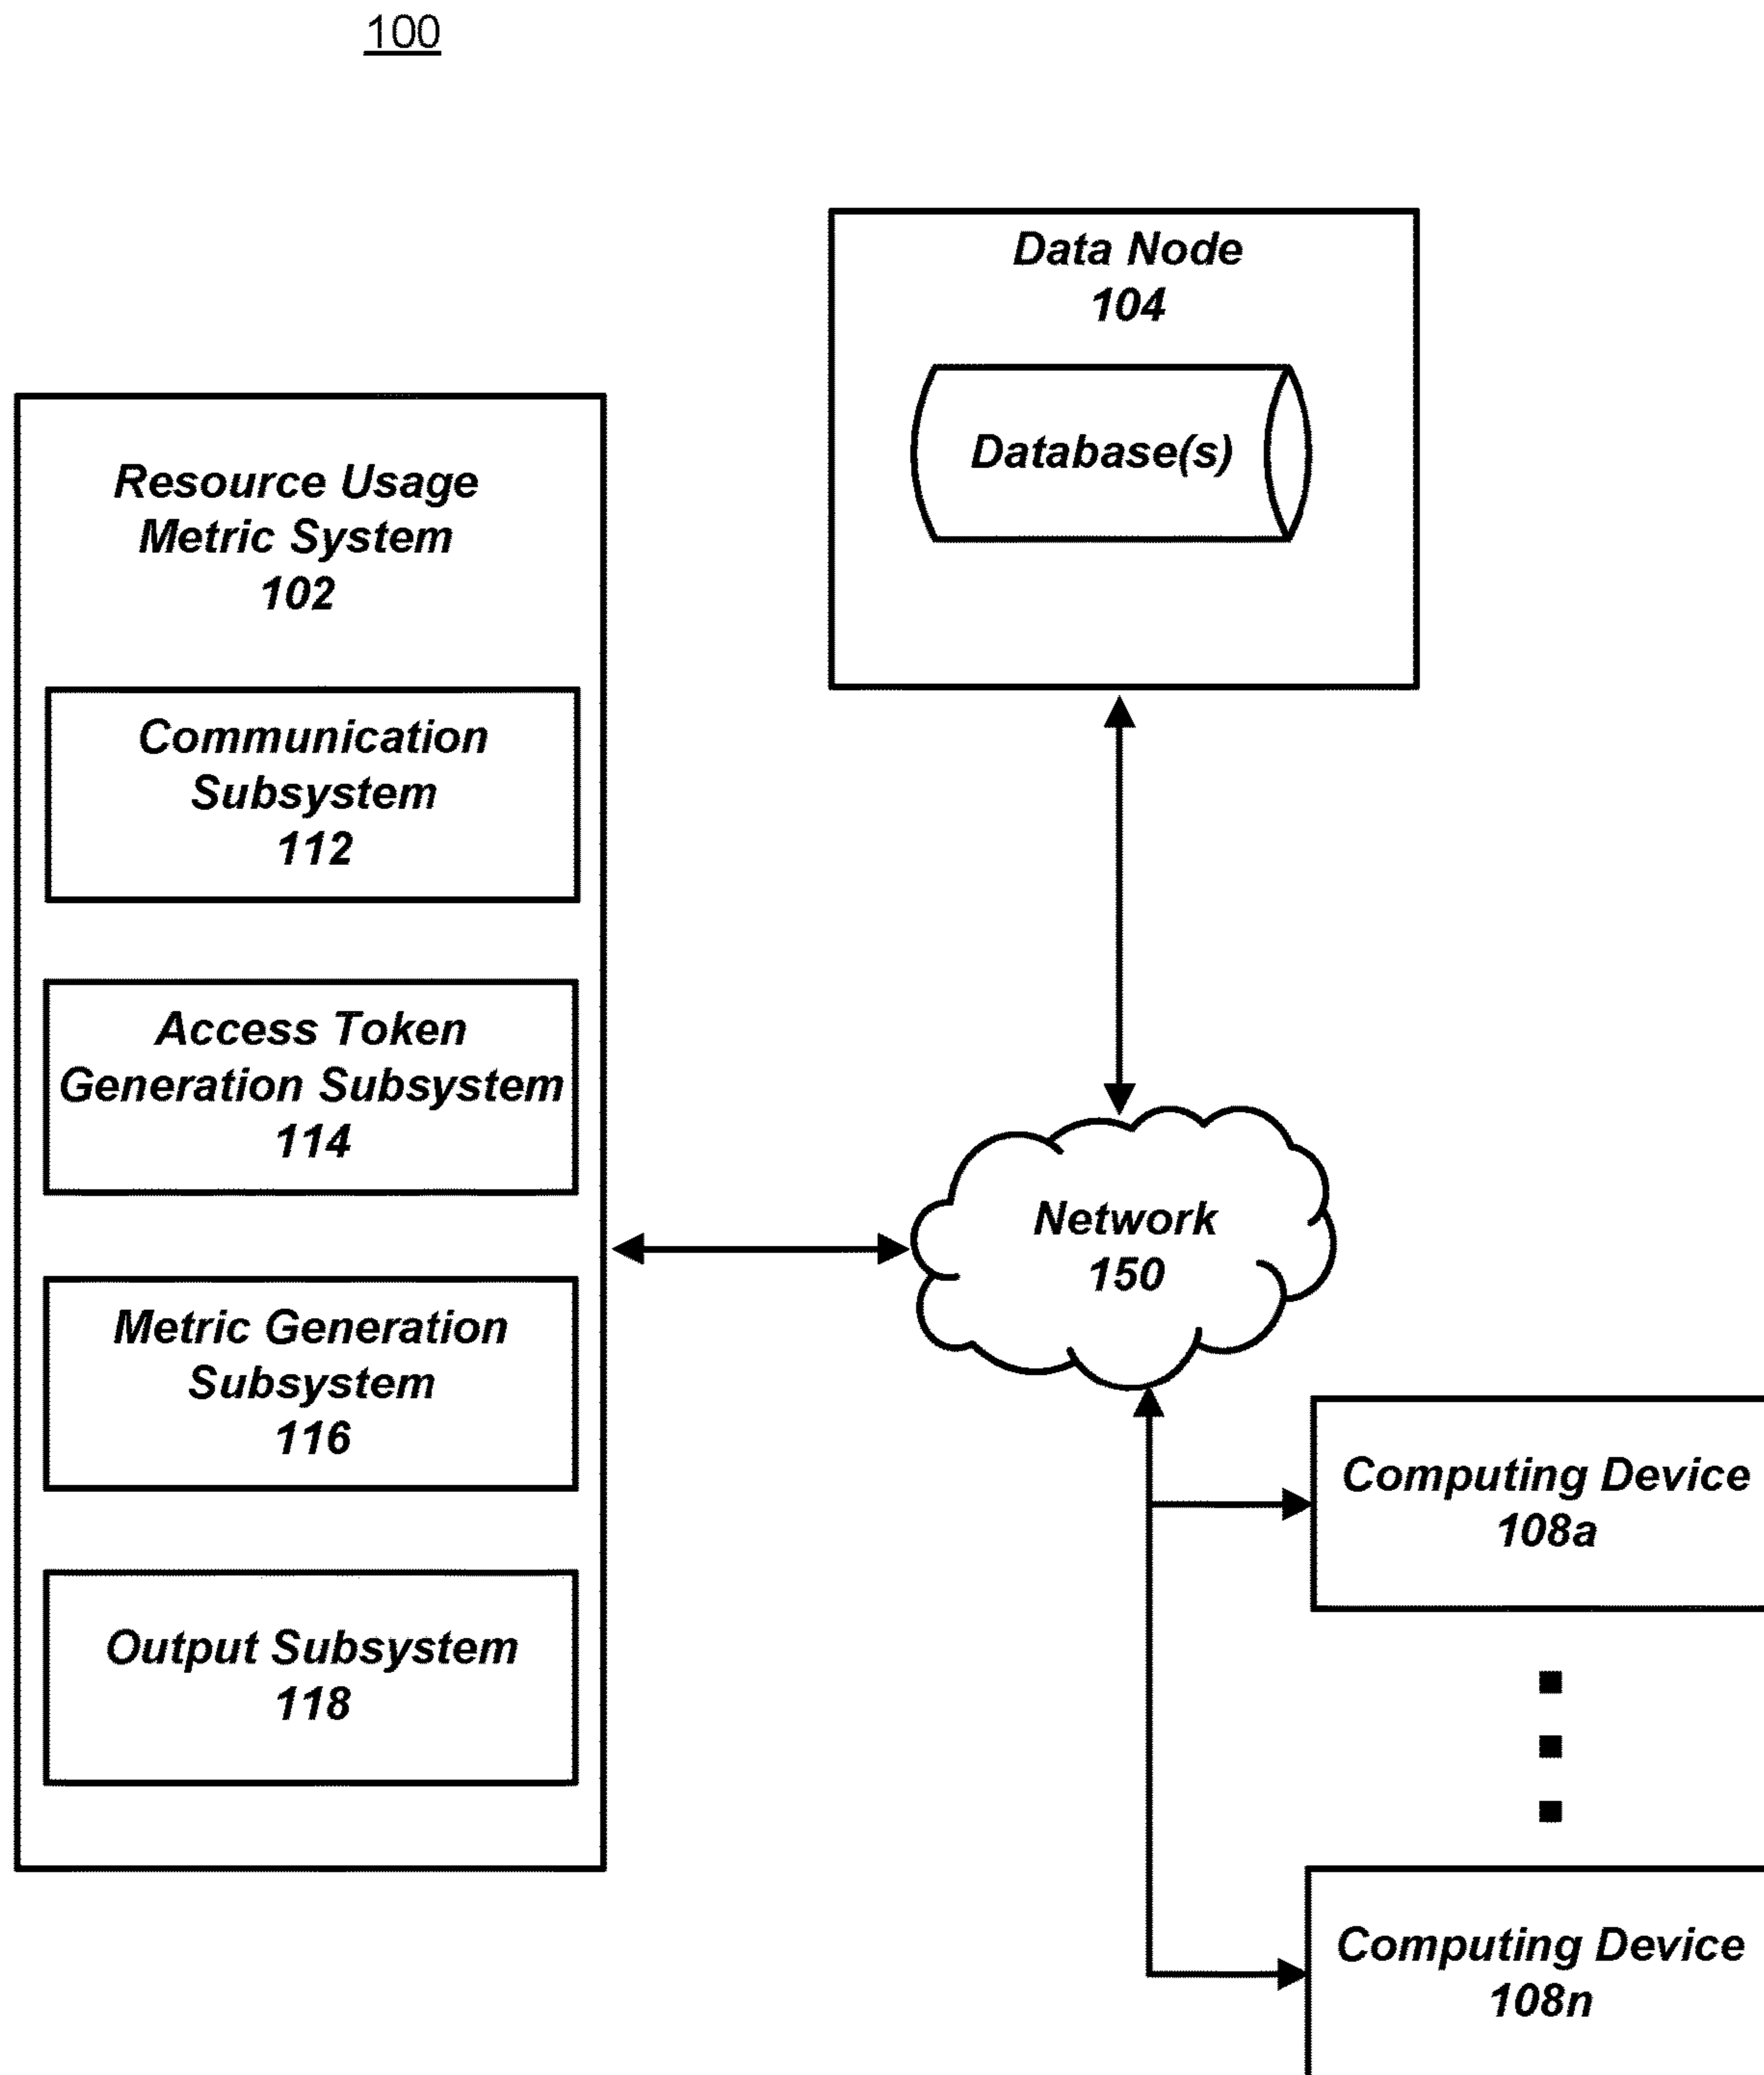 100
Data Node
104
Database(s)
Resource Usage
Metric System
102
Communication
Subsystem
112
Access Token
Generation Subsystem
114
Metric Generation
Subsystem
116
Output Subsystem
118
Network
150
Computing Device
108a
Computing Device
108n